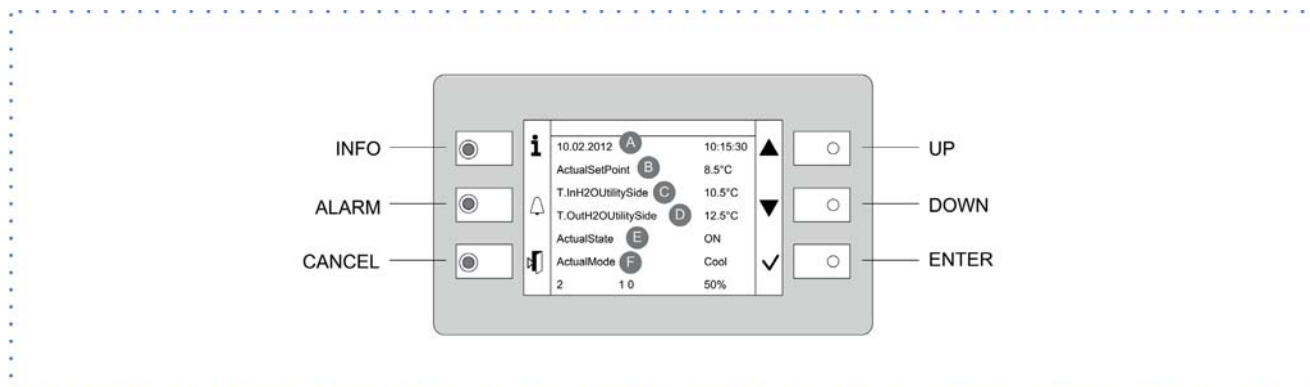 INFO
ALARM
CANCEL
i
10.02.2012 A 10:15:30
ActualSetPoint B 8.5°C
T.InH2OUtilitySide C 10.5°C
T.OutH2OUtilitySide D 12.5°C
ActualState E ON
ActualMode F Cool
2 1 0 50%
UP
DOWN
ENTER